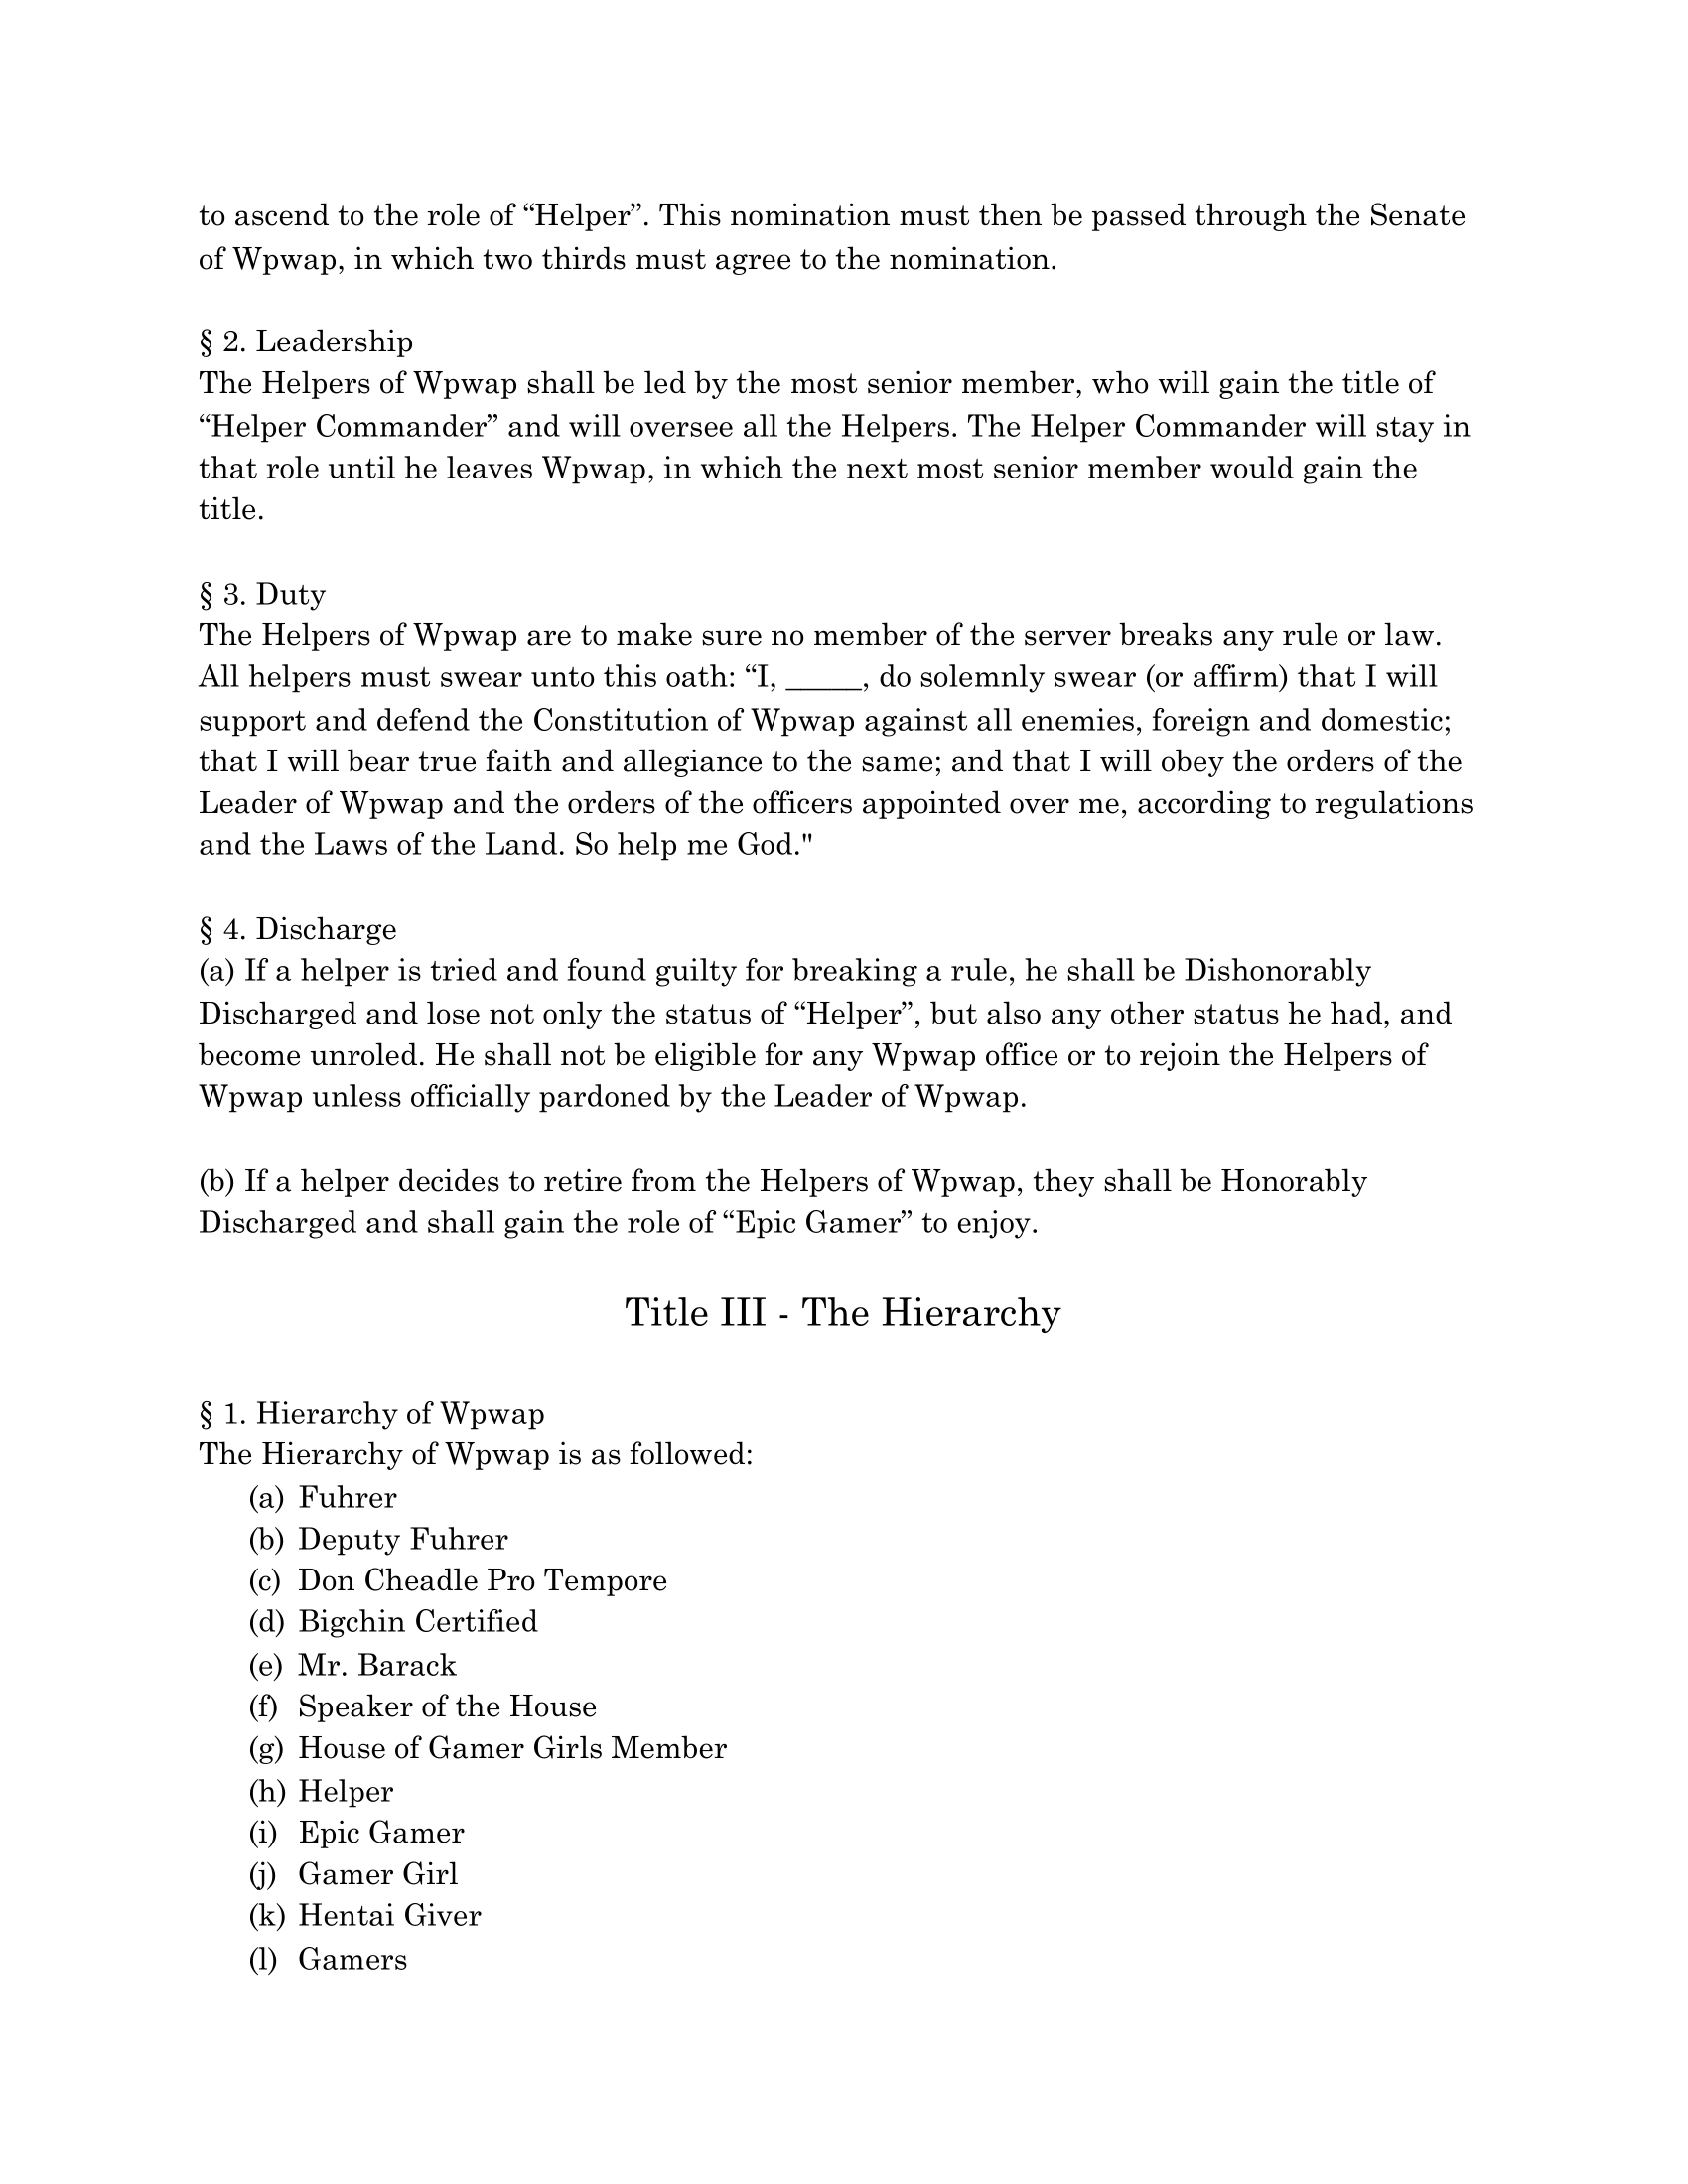 to ascend to the role of “Helper”. This nomination must then be passed through the Senate
of Wpwap, in which two thirds must agree to the nomination.
§ 2. Leadership
The Helpers of Wpwap shall be led by the most senior member, who will gain the title of
“Helper Commander” and will oversee all the Helpers. The Helper Commander will stay in
that role until he leaves Wpwap, in which the next most senior member would gain the
title.
§ 3. Duty
The Helpers of Wpwap are to make sure no member of the server breaks any rule or law.
All helpers must swear unto this oath: “I, _____, do solemnly swear (or affirm) that I will
support and defend the Constitution of Wpwap against all enemies, foreign and domestic;
that I will bear true faith and allegiance to the same; and that I will obey the orders of the
Leader of Wpwap and the orders of the officers appointed over me, according to regulations
and the Laws of the Land. So help me God."
§ 4. Discharge
(a) If a helper is tried and found guilty for breaking a rule, he shall be Dishonorably
Discharged and lose not only the status of “Helper”, but also any other status he had, and
become unroled. He shall not be eligible for any Wpwap office or to rejoin the Helpers of
Wpwap unless officially pardoned by the Leader of Wpwap.
(b) If a helper decides to retire from the Helpers of Wpwap, they shall be Honorably
Discharged and shall gain the role of “Epic Gamer” to enjoy.
Title III - The Hierarchy
§ 1. Hierarchy of Wpwap
The Hierarchy of Wpwap is as followed:
(a) Fuhrer
(b) Deputy Fuhrer
(c) Don Cheadle Pro Tempore
(d) Bigchin Certified
(e) Mr. Barack
(f) Speaker of the House
(g) House of Gamer Girls Member
(h) Helper
(i) Epic Gamer
(j) Gamer Girl
(k) Hentai Giver
(l) Gamers